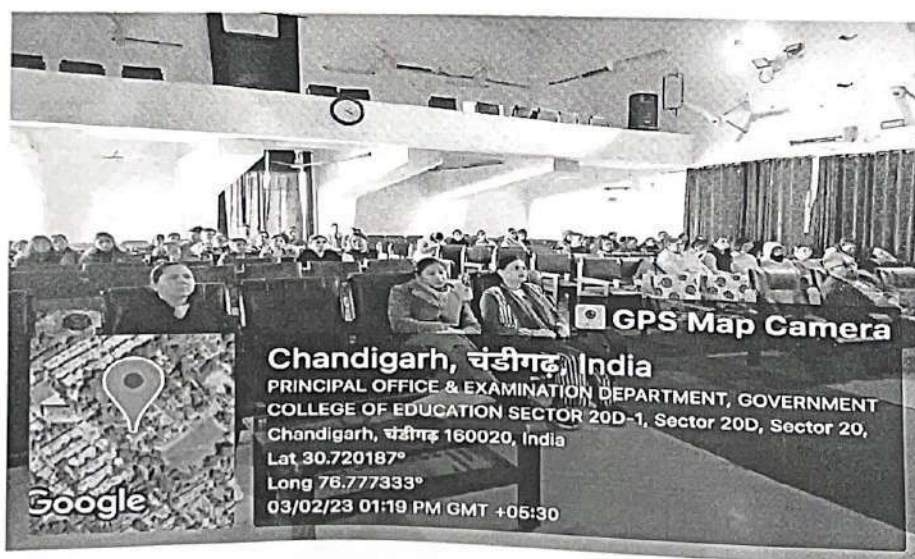 GPS Map Camera
Chandigarh, चंडीगढ़, India
PRINCIPAL OFFICE & EXAMINATION DEPARTMENT, GOVERNMENT
COLLEGE OF EDUCATION SECTOR 20D-1, Sector 20D, Sector 20,
Chandigarh, चंडीगढ़ 160020, India
Lat 30.720187°
Long 76.777333°
03/02/23 01:19 PM GMT +05:30
Google